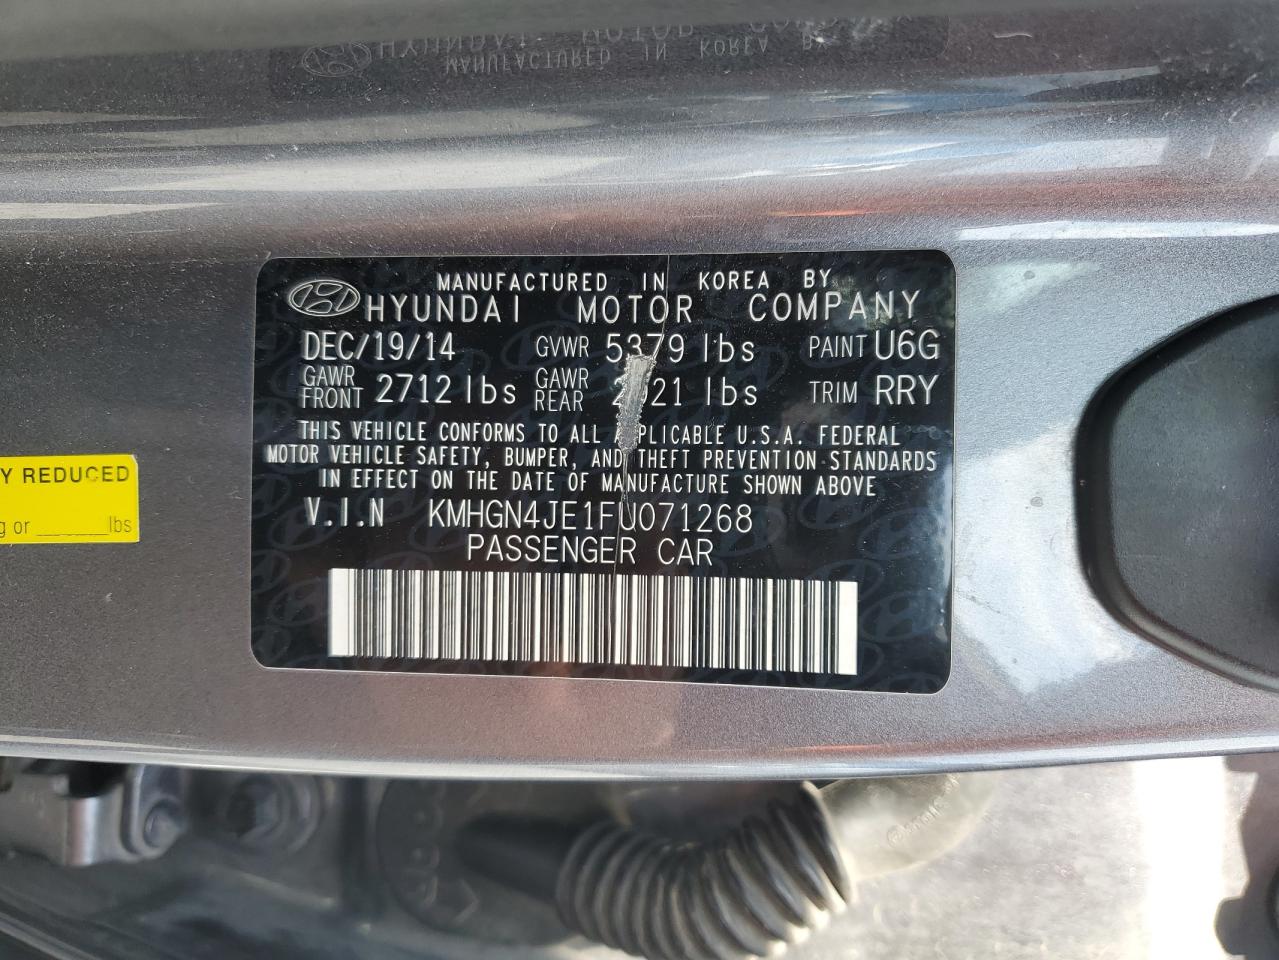 MANUFACTURED IN KOREA BY
HYUNDAI MOTOR COMPANY
DEC/19/14 GVWR 5379 lbs PAINT U6G
GAWR FRONT 2712 lbs GAWR REAR lbs TRIM RRY
THIS VEHICLE CONFORMS TO ALL APPLICABLE U.S.A. FEDERAL
MOTOR VEHICLE SAFETY, BUMPER, AND THEFT PREVENTION STANDARDS
IN EFFECT ON THE DATE OF MANUFACTURE SHOWN ABOVE
V.I.N KMHGN4JE1FU071268
PASSENGER CAR
Y REDUCED
g or ________lbs